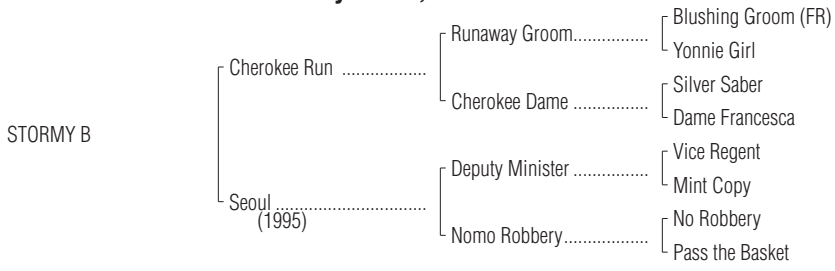 Blushing Groom (FR)
Runaway Groom................
Yonnie Girl
Cherokee Run ..................
Silver Saber
Cherokee Dame ................
Dame Francesca
STORMY B
Vice Regent
Deputy Minister ................
Mint Copy
Seoul ................................
(1995)
No Robbery
Nomo Robbery..................
Pass the Basket